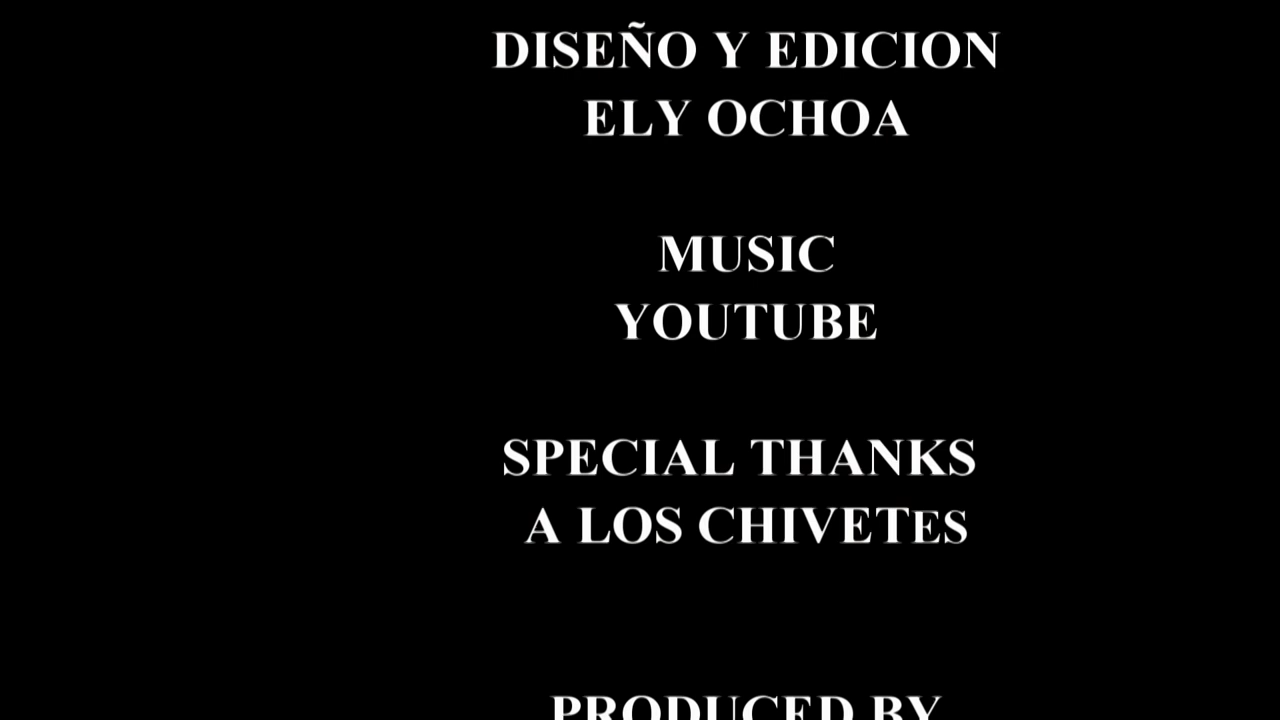 DISEÑO Y EDICION
ELY OCHOA
MUSIC
YOUTUBE
SPECIAL THANKS
A LOS CHIVETES
PRODUCED BY